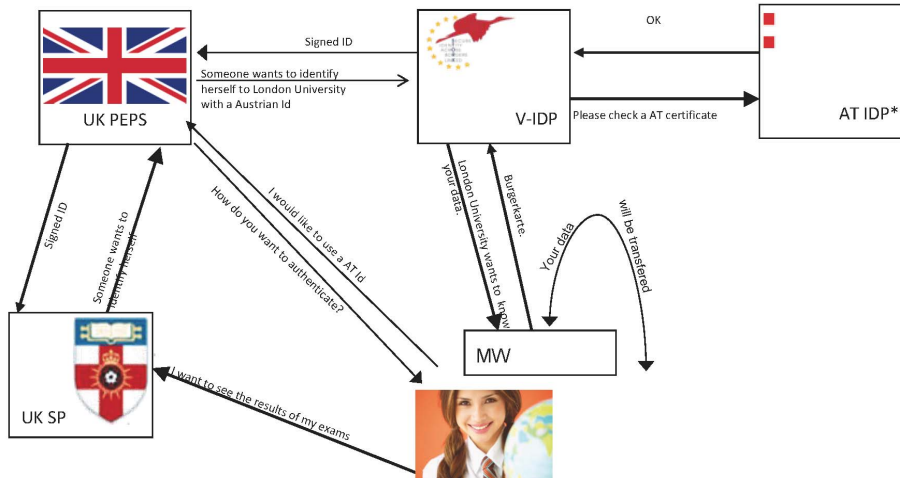 Signed ID
OK
Someone wants to identify
herself to London University
with a Austrian Id
UK PEPS
V-IDP
Please check a AT certificate
AT IDP*
Signed ID
Someone wants to
identify herself
I would like to use a AT Id
How do you want to authenticate?
London University wants to know
your data.
Burgerkarte.
Your data
will be transfered
MW
UK SP
I want to see the results of my exams